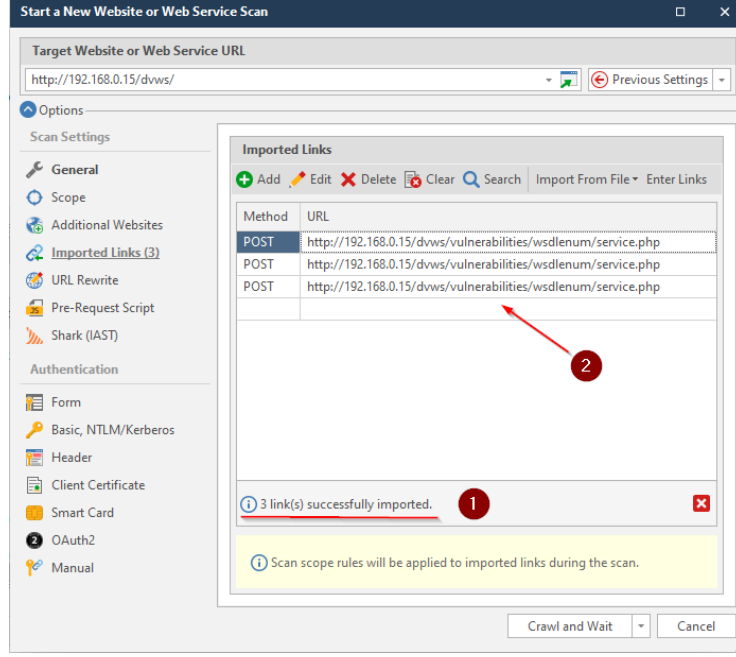 Start a New Website or Web Service Scan
Target Website or Web Service URL
http://192.168.0.15/dvws/
Previous Settings
Options
Scan Settings
General
Scope
Additional Websites
Imported Links (3)
URL Rewrite
JS
Pre-Request Script
Shark (IAST)
Authentication
Form
Basic, NTLM/Kerberos
Header
Client Certificate
Smart Card
2
OAuth2
Manual
Imported Links
Add Edit Delete Clear Search Import From File Enter Links
Method URL
POST http://192.168.0.15/dvws/vulnerabilities/wsdlenum/service.php
POST http://192.168.0.15/dvws/vulnerabilities/wsdlenum/service.php
POST http://192.168.0.15/dvws/vulnerabilities/wsdlenum/service.php
2
3 link(s) successfully imported.
1
Scan scope rules will be applied to imported links during the scan.
Crawl and Wait
Cancel